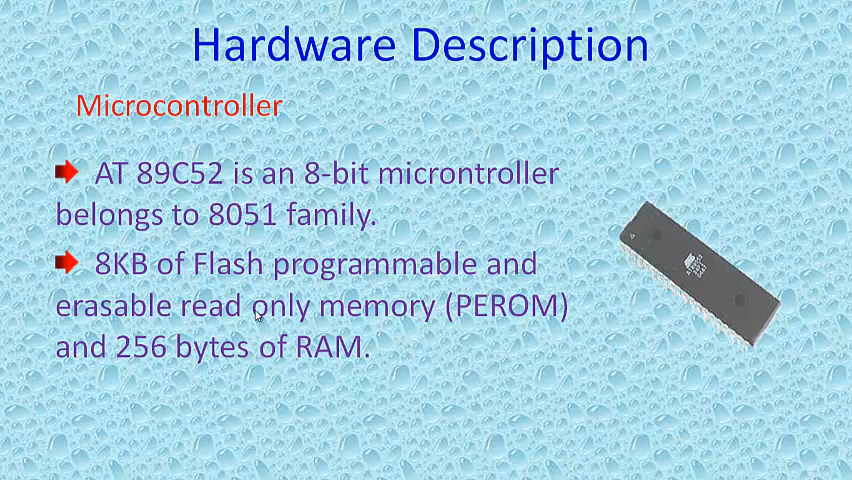 Hardware Description
Microcontroller
AT 89C52 is an 8-bit microntroller
belongs to 8051 family.
8KB of Flash programmable and
erasable read only memory (PEROM)
and 256 bytes of RAM.